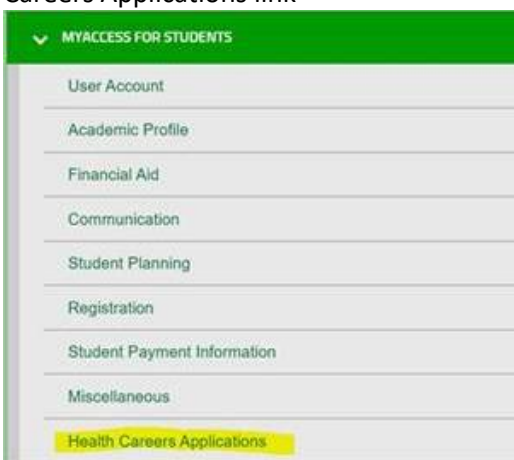 Careers Applications link
MYACCESS FOR STUDENTS
User Account
Academic Profile
Financial Aid
Communication
Student Planning
Registration
Student Payment Information
Miscellaneous
Health Careers Applications